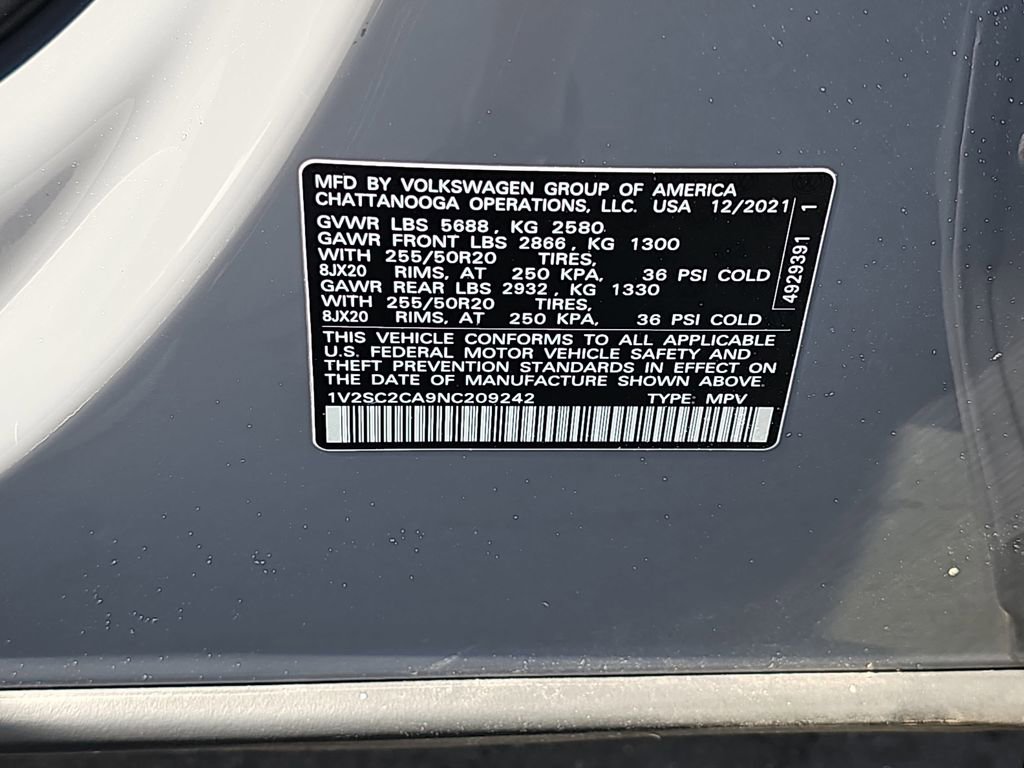 MFD BY VOLKSWAGEN GROUP OF AMERICA
CHATTANOOGA OPERATIONS, LLC. USA 12/2021
GVWR LBS 5688, KG 2580
GAWR FRONT LBS 2866, KG 1300
WITH 255/50R20 TIRES,
8JX20 RIMS, AT 250 KPA, 36 PSI COLD
GAWR REAR LBS 2932, KG 1330
WITH 255/50R20 TIRES,
8JX20 RIMS, AT 250 KPA, 36 PSI COLD
THIS VEHICLE CONFORMS TO ALL APPLICABLE
U.S. FEDERAL MOTOR VEHICLE SAFETY AND
THEFT PREVENTION STANDARDS IN EFFECT ON
THE DATE OF MANUFACTURE SHOWN ABOVE.
1V2SC2CA9NC209242 TYPE: MPV
4929391 1